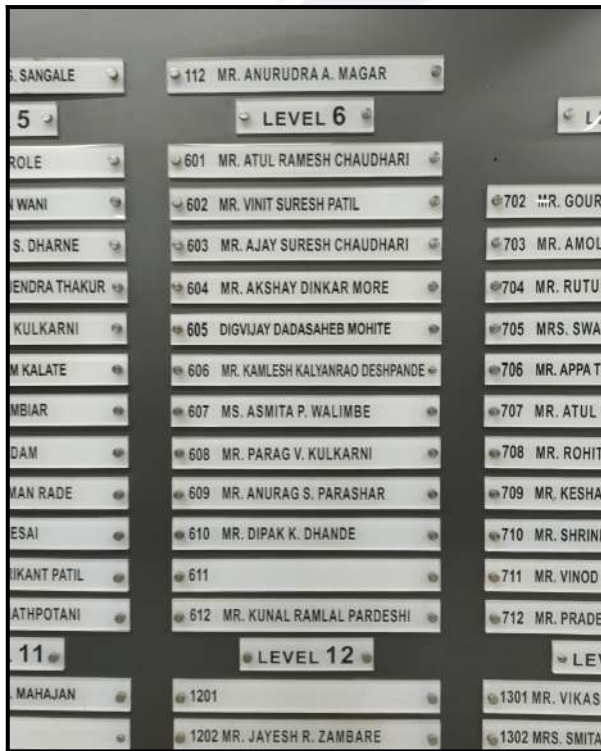 S. SANGALE
5
ROLE
WANI
S. DHARNE
ENDRA THAKUR
KULKARNI
M KALATE
MBIAR
DAM
MAN RADE
ESAI
RIKANT PATIL
ATHPOTANI
11
MAHAJAN
112 MR. ANURUDRA A. MAGAR
LEVEL 6
601 MR. ATUL RAMESH CHAUDHARI
602 MR. VINIT SURESH PATIL
603 MR. AJAY SURESH CHAUDHARI
604 MR. AKSHAY DINKAR MORE
605 DIGVIJAY DADASAHEB MOHITE
606 MR. KAMLESH KALYANRAO DESHPANDE
607 MS. ASMITA P. WALIMBE
608 MR. PARAG V. KULKARNI
609 MR. ANURAG S. PARASHAR
610 MR. DIPAK K. DHANDE
611
612 MR. KUNAL RAMLAL PARDESHI
LEVEL 12
1201
1202 MR. JAYESH R. ZAMBARE
702 MR. GOUR
703 MR. AMOL
704 MR. RUTU
705 MRS. SWA
706 MR. APPA T
707 MR. ATUL
708 MR. ROHIT
709 MR. KESHA
710 MR. SHRINI
711 MR. VINOD
712 MR. PRADE
LEV
1301 MR. VIKAS
1302 MRS. SMITA